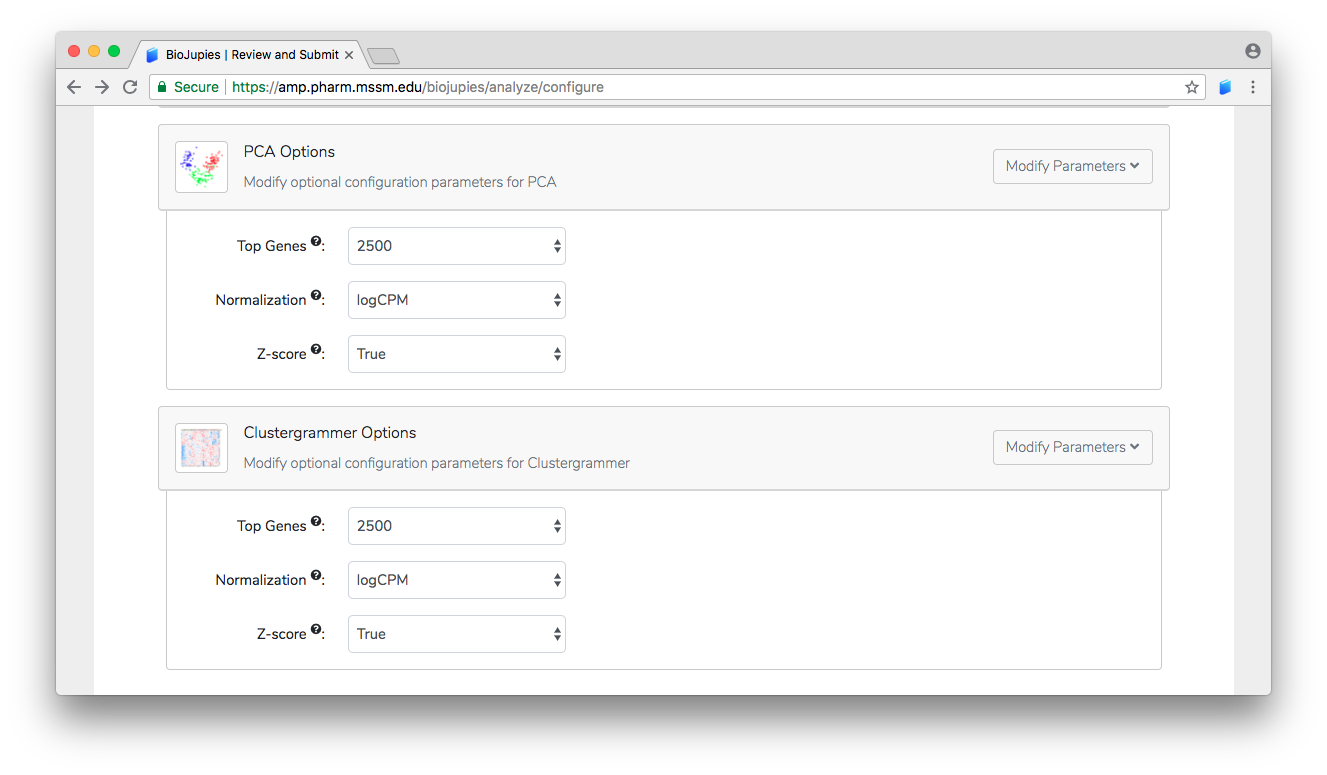 BioJupies | Review and Submit
Secure https://amp.pharm.mssm.edu/biojupies/analyze/configure
PCA Options
Modify optional configuration parameters for PCA
Modify Parameters
Top Genes ?: 2500
Normalization ?: logCPM
Z-score ?: True
Clustergrammer Options
Modify optional configuration parameters for Clustergrammer
Modify Parameters
Top Genes ?: 2500
Normalization ?: logCPM
Z-score ?: True